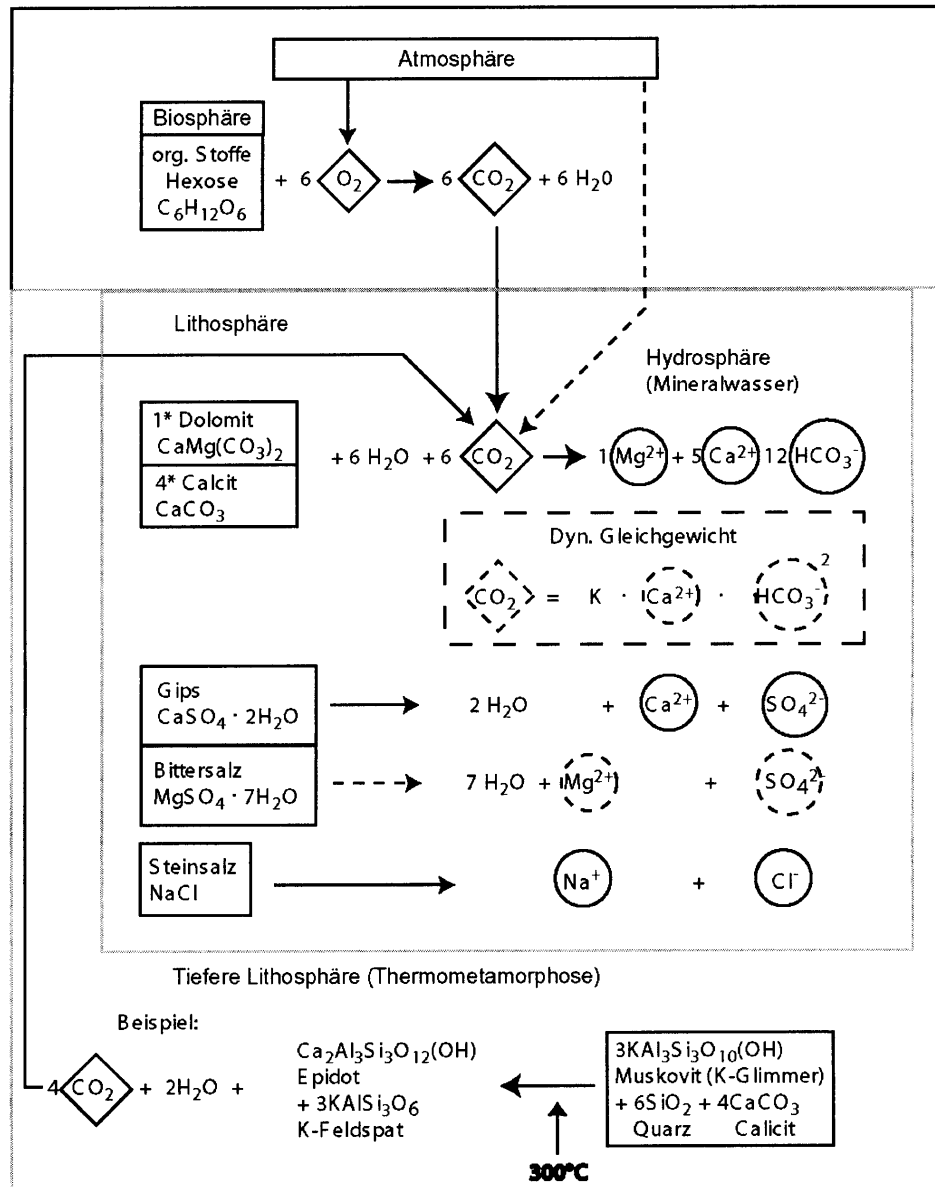 Atmosphäre
Biosphäre
org. Stoffe
Hexose
C₆H₁₂O₆
+ 6 O₂ → 6 CO₂ + 6 H₂0
Lithosphäre
Hydrosphäre
(Mineralwasser)
1* Dolomit
CaMg(CO₃)₂
4* Calcit
CaCO₃
+ 6 H₂O + 6 CO₂ → 1 Mg²⁺ + 5 Ca²⁺ 12 HCO₃⁻
Dyn. Gleichgewicht
CO₂ = K · Ca²⁺ · HCO₃⁻ ²
Gips
CaSO₄ · 2H₂O
2 H₂O + Ca²⁺ + SO₄²⁻
Bittersalz
MgSO₄ · 7H₂O
7 H₂O + Mg²⁺ + SO₄²⁻
Steinsalz
NaCl
Na⁺ + Cl⁻
Tiefere Lithosphäre (Thermometamorphose)
Beispiel:
4 CO₂ + 2H₂O +
Ca₂Al₃Si₃O₁₂(OH)
Epidot
+ 3KAlSi₃O₆
K-Feldspat
3KAl₃Si₃O₁₀(OH)
Muskovit (K-Glimmer)
+ 6SiO₂ + 4CaCO₃
Quarz Calicit
300°C